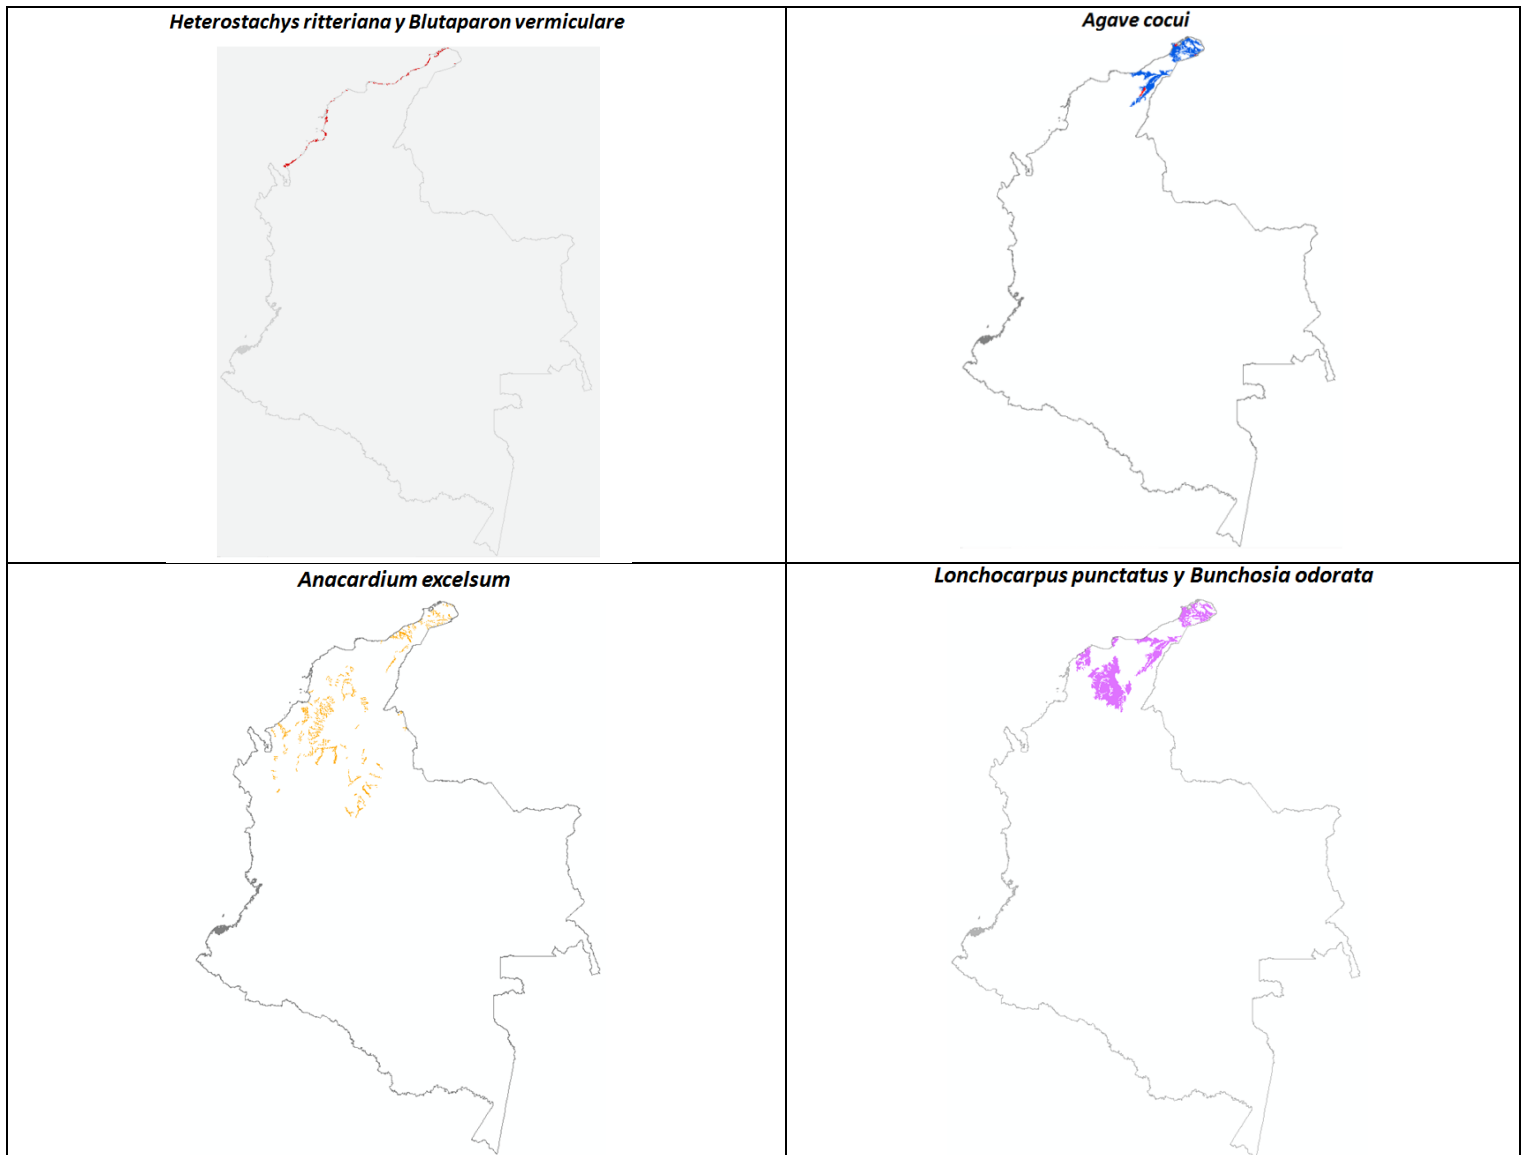 Heterostachys ritteriana y Blutaparon vermiculare
Agave cocui
Anacardium excelsum
Lonchocarpus punctatus y Bunchosia odorata